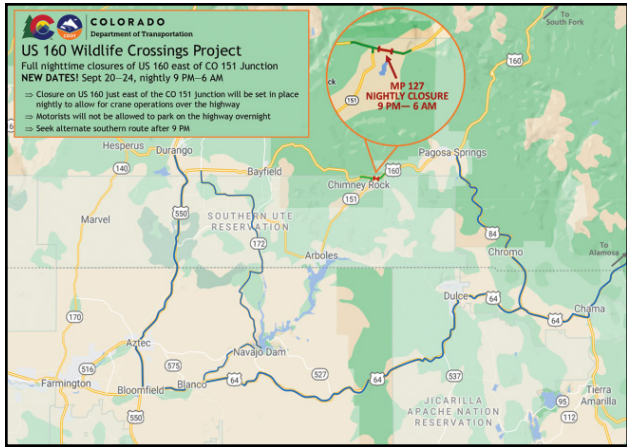 COLORADO
Department of Transportation
CDOT
US 160 Wildlife Crossings Project
Full nighttime closures of US 160 east of CO 151 Junction
NEW DATES! Sept 20—24, nightly 9 PM—6 AM
⇒ Closure on US 160 just east of the CO 151 junction will be set in place
nightly to allow for crane operations over the highway
⇒ Motorists will not be allowed to park on the highway overnight
⇒ Seek alternate southern route after 9 PM
MP 127
NIGHTLY CLOSURE
9 PM— 6 AM
ck
151
To
South Fork
160
Hesperus
Durango
140
Bayfield
Pagosa Springs
160
Chimney Rock
151
550
SOUTHERN UTE
RESERVATION
Marvel
172
Arboles
84
Chromo
To
Alamosa
170
Dulce
64
64
Chama
Aztec
516
575
Navajo Dam
527
Farmington
Bloomfield
Blanco
64
64
537
550
JICARILLA
APACHE NATION
RESERVATION
95
112
Tierra
Amarilla